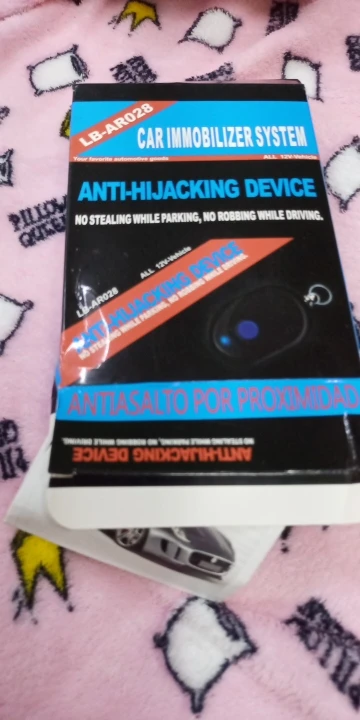 LB-AR028
CAR IMMOBILIZER SYSTEM
Your favorite automotive goods
ALL 12V-Vehicle
ANTI-HIJACKING DEVICE
NO STEALING WHILE PARKING, NO ROBBING WHILE DRIVING.
LB-AR028
ALL 12V-Vehicle
ANTI-HIJACKING DEVICE
NO STEALING WHILE PARKING, NO ROBBING WHILE DRIVING.
ANTIASALTO POR PROXIMIDAD
NO STEALING WHILE PARKING, NO ROBBING WHILE DRIVING.
ANTI-HIJACKING DEVICE
PILLOW
QUEEN